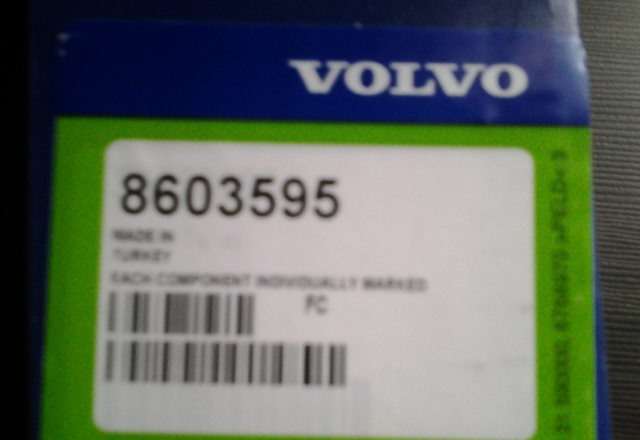 VOLVO
8603595
MADE IN
TURKEY
EACH COMPONENT INDIVIDUALLY MARKED
FC